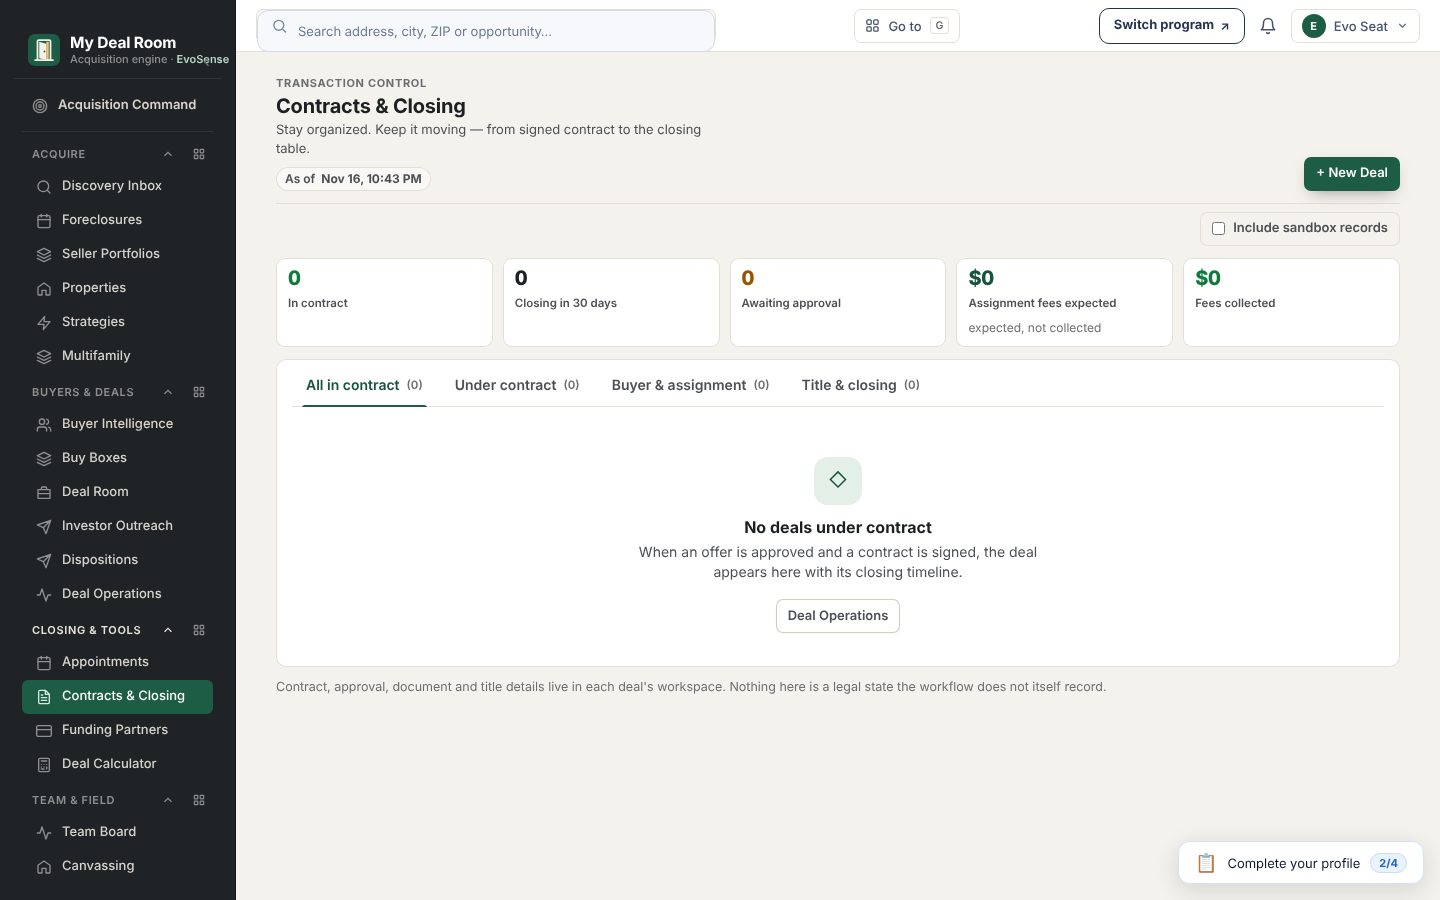 My Deal Room
Acquisition engine · EvoSense
Acquisition Command
ACQUIRE
Discovery Inbox
Foreclosures
Seller Portfolios
Properties
Strategies
Multifamily
BUYERS & DEALS
Buyer Intelligence
Buy Boxes
Deal Room
Investor Outreach
Dispositions
Deal Operations
CLOSING & TOOLS
Appointments
Contracts & Closing
Funding Partners
Deal Calculator
TEAM & FIELD
Team Board
Canvassing
Search address, city, ZIP or opportunity...
Go to G
Switch program ↗
E Evo Seat
TRANSACTION CONTROL
Contracts & Closing
Stay organized. Keep it moving — from signed contract to the closing
table.
As of Nov 16, 10:43 PM
+ New Deal
Include sandbox records
0
In contract
0
Closing in 30 days
0
Awaiting approval
$0
Assignment fees expected
expected, not collected
$0
Fees collected
All in contract (0)
Under contract (0)
Buyer & assignment (0)
Title & closing (0)
No deals under contract
When an offer is approved and a contract is signed, the deal
appears here with its closing timeline.
Deal Operations
Contract, approval, document and title details live in each deal's workspace. Nothing here is a legal state the workflow does not itself record.
Complete your profile 2/4